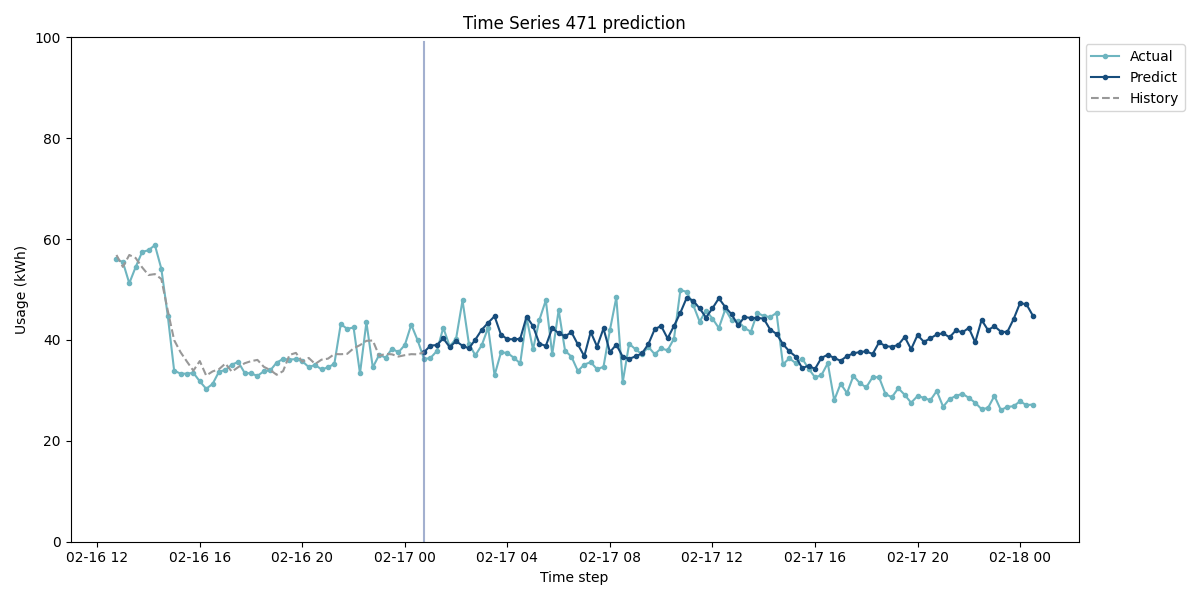 Time Series 471 prediction
100
80
60
40
20
0
Usage (kWh)
02-16 12
02-16 16
02-16 20
02-17 00
02-17 04
02-17 08
02-17 12
02-17 16
02-17 20
02-18 00
Time step
Actual
Predict
History